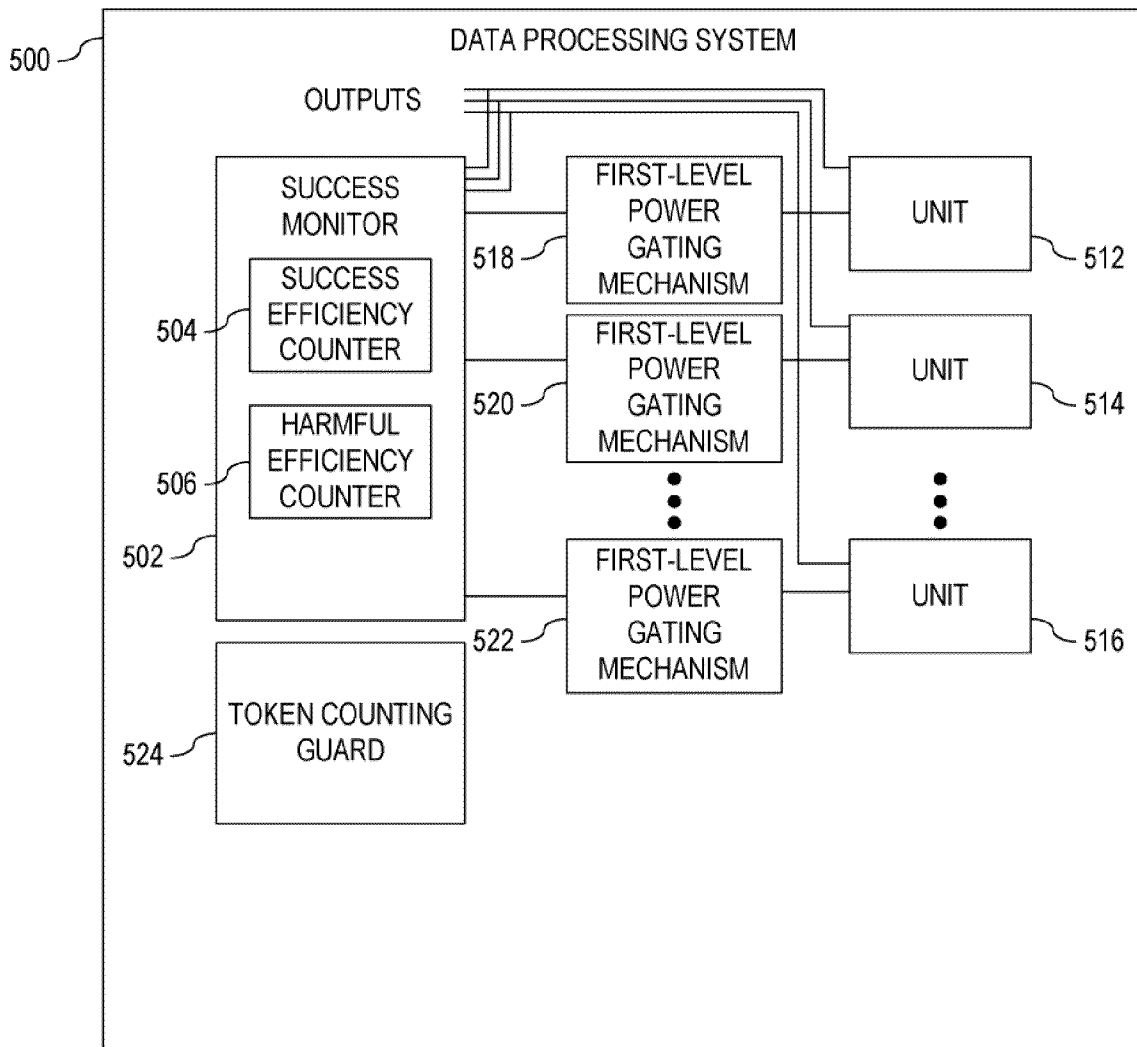 DATA PROCESSING SYSTEM
500
OUTPUTS
SUCCESS
MONITOR
SUCCESS
EFFICIENCY
COUNTER
504
HARMFUL
EFFICIENCY
COUNTER
506
502
FIRST-LEVEL
POWER
GATING
MECHANISM
518
UNIT
512
FIRST-LEVEL
POWER
GATING
MECHANISM
520
UNIT
514
FIRST-LEVEL
POWER
GATING
MECHANISM
522
UNIT
516
TOKEN COUNTING
GUARD
524